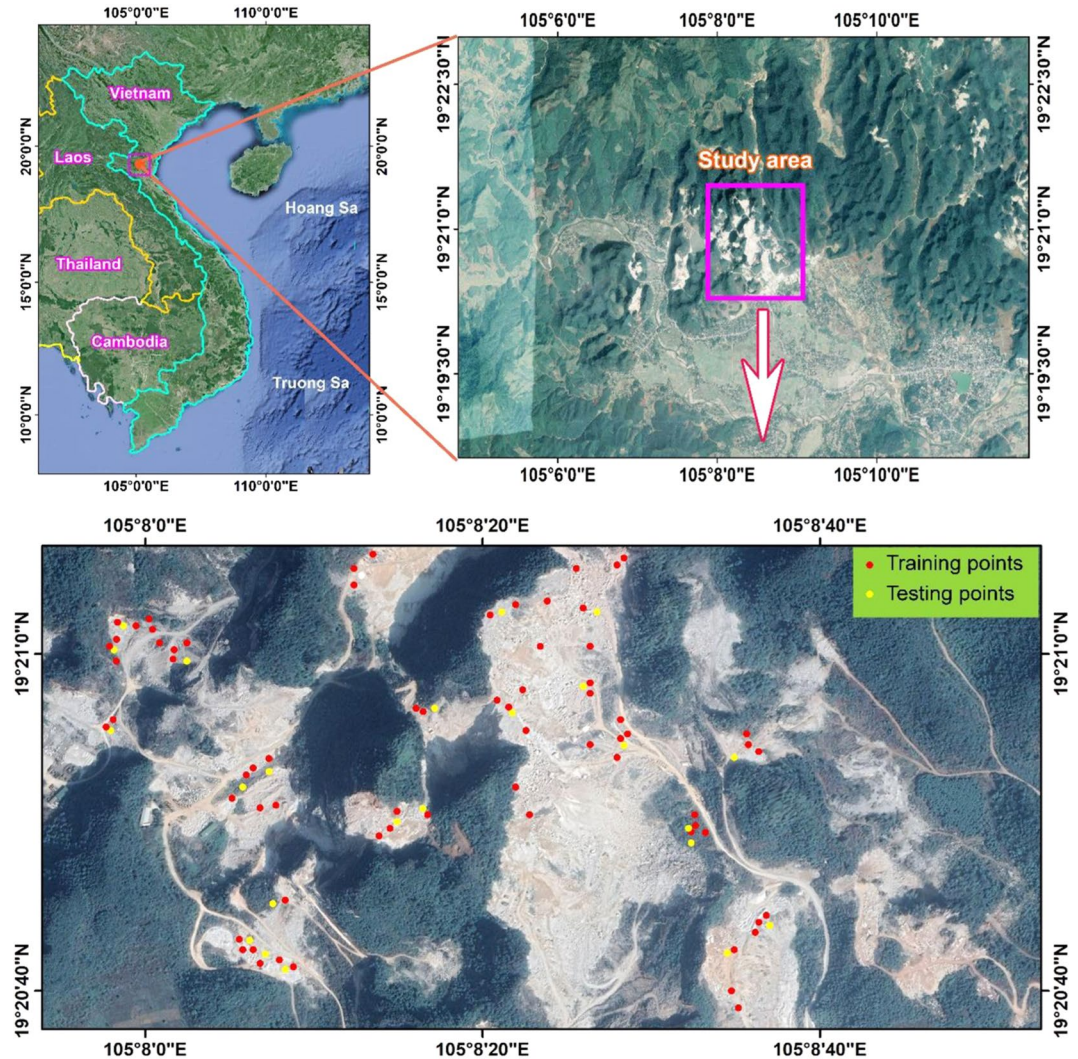 105°0'0"E
110°0'0"E
20°0'0"N
15°0'0"N
10°0'0"N
Vietnam
Laos
Hoang Sa
Thailand
Cambodia
Truong Sa
20°0'0"N
15°0'0"N
10°0'0"N
105°0'0"E
110°0'0"E
105°6'0"E
105°8'0"E
105°10'0"E
19°22'30"N
19°21'0"N
19°19'30"N
Study area
19°22'30"N
19°21'0"N
19°19'30"N
105°6'0"E
105°8'0"E
105°10'0"E
105°8'0"E
105°8'20"E
105°8'40"E
Training points
Testing points
19°21'0"N
19°20'40"N
19°21'0"N
19°20'40"N
105°8'0"E
105°8'20"E
105°8'40"E